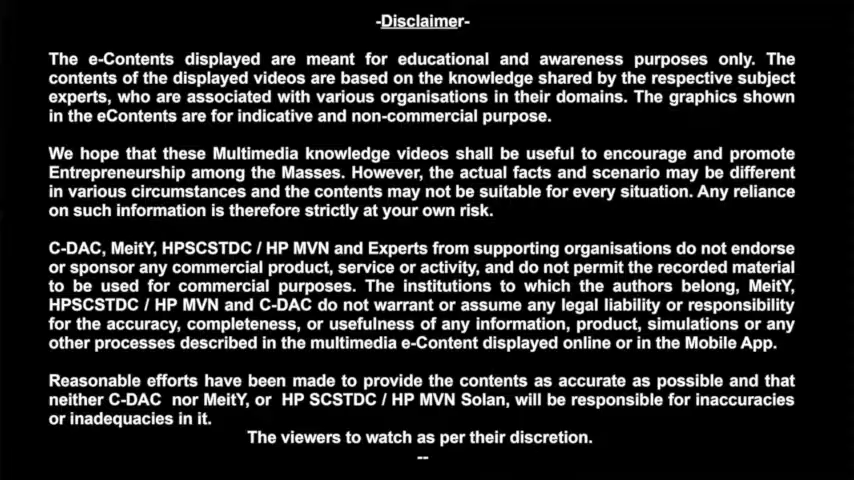 -Disclaimer-
The e-Contents displayed are meant for educational and awareness purposes only. The
contents of the displayed videos are based on the knowledge shared by the respective subject
experts, who are associated with various organisations in their domains. The graphics shown
in the eContents are for indicative and non-commercial purpose.
We hope that these Multimedia knowledge videos shall be useful to encourage and promote
Entrepreneurship among the Masses. However, the actual facts and scenario may be different
in various circumstances and the contents may not be suitable for every situation. Any reliance
on such information is therefore strictly at your own risk.
C-DAC, MeitY, HPSCSTDC / HP MVN and Experts from supporting organisations do not endorse
or sponsor any commercial product, service or activity, and do not permit the recorded material
to be used for commercial purposes. The institutions to which the authors belong, MeitY,
HPSCSTDC / HP MVN and C-DAC do not warrant or assume any legal liability or responsibility
for the accuracy, completeness, or usefulness of any information, product, simulations or any
other processes described in the multimedia e-Content displayed online or in the Mobile App.
Reasonable efforts have been made to provide the contents as accurate as possible and that
neither C-DAC nor MeitY, or HP SCSTDC / HP MVN Solan, will be responsible for inaccuracies
or inadequacies in it.
The viewers to watch as per their discretion.
--